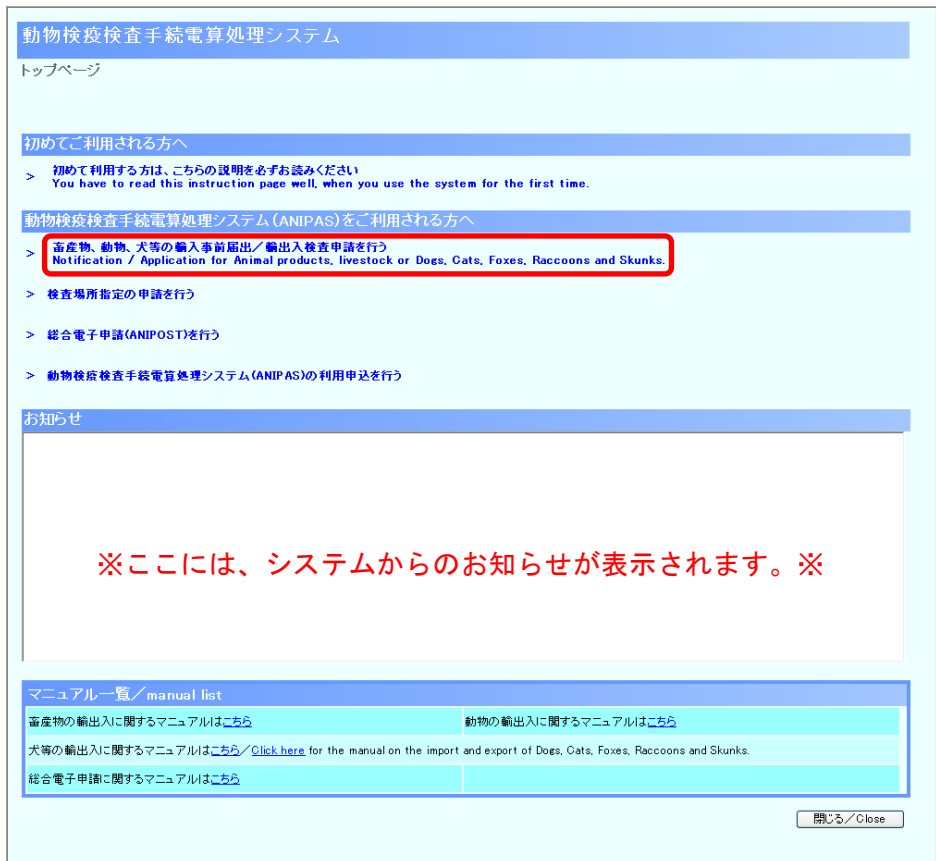 動物検疫検査手続電算処理システム
トップページ
初めてご利用される方へ
> 初めて利用する方は、こちらの説明を必ずお読みください
You have to read this instruction page well, when you use the system for the first time.
動物検疫検査手続電算処理システム(ANIPAS)をご利用される方へ
> 畜産物、動物、犬等の輸入事前届出/輸出入検査申請を行う
Notification / Application for Animal products, livestock or Dogs, Cats, Foxes, Raccoons and Skunks.
> 検査場所指定の申請を行う
> 総合電子申請(ANIPOST)を行う
> 動物検疫検査手続電算処理システム(ANIPAS)の利用申込を行う
お知らせ
※ここには、システムからのお知らせが表示されます。※
マニュアル一覧/manual list
畜産物の輸出入に関するマニュアルはこちら 動物の輸出入に関するマニュアルはこちら
犬等の輸出入に関するマニュアルはこちら/Click here for the manual on the import and export of Dogs, Cats, Foxes, Raccoons and Skunks.
総合電子申請に関するマニュアルはこちら
閉じる/Close